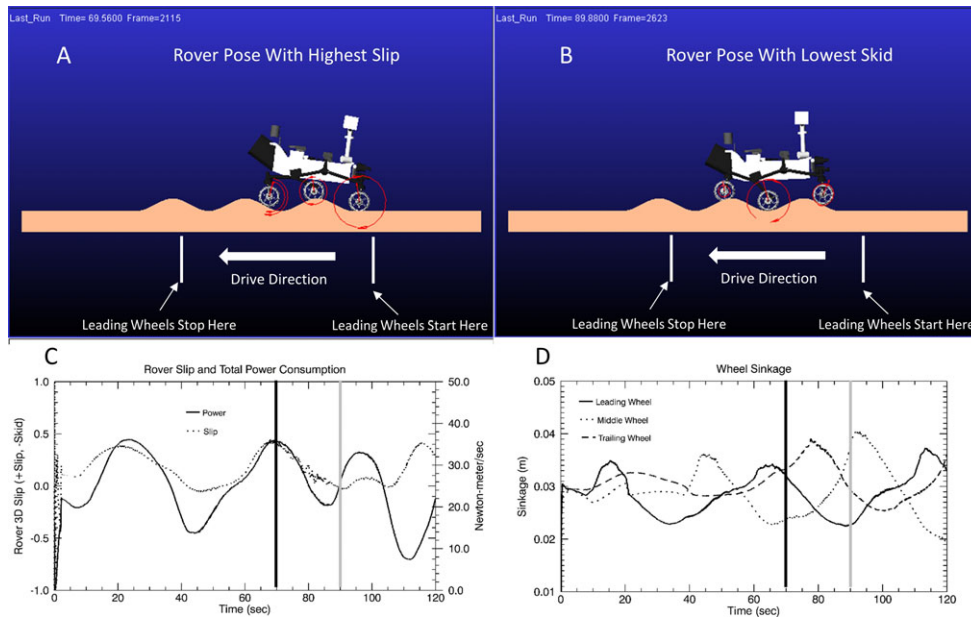 Last_Run Time= 69.5600 Frame=2115
A
Rover Pose With Highest Slip
Drive Direction
Leading Wheels Stop Here
Leading Wheels Start Here
Last_Run Time= 89.8800 Frame=2623
B
Rover Pose With Lowest Skid
Drive Direction
Leading Wheels Stop Here
Leading Wheels Start Here
C
Rover Slip and Total Power Consumption
Rover 3D Slip (+Slip, -Skid)
1.0
0.5
0.0
-0.5
-1.0
Power
Slip
50.0
40.0
30.0
20.0
10.0
0.0
Newton-meter/sec
0 20 40 60 80 100 120
Time (sec)
D
Wheel Sinkage
Sinkage (m)
0.05
0.04
0.03
0.02
0.01
Leading Wheel
Middle Wheel
Trailing Wheel
0 20 40 60 80 100 120
Time (sec)